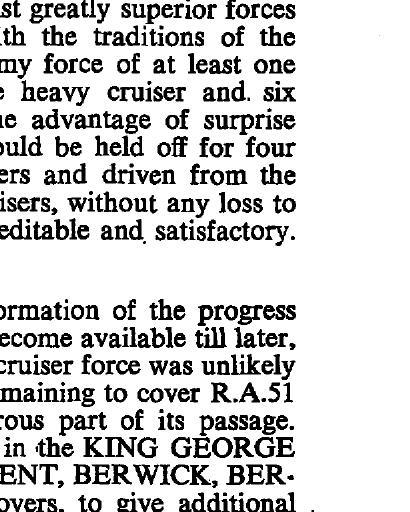 st greatly superior forces
th the traditions of the
my force of at least one
heavy cruiser and. six
advantage of surprise
ould be held off for four
ers and driven from the
isers, without any loss to
editable and. satisfactory.
ormation of the progress
ecome available till later,
cruiser force was unlikely
maining to cover R.A.51
rous part of its passage.
in the KING GEORGE
ENT, BERWICK, BER-
overs, to give additional